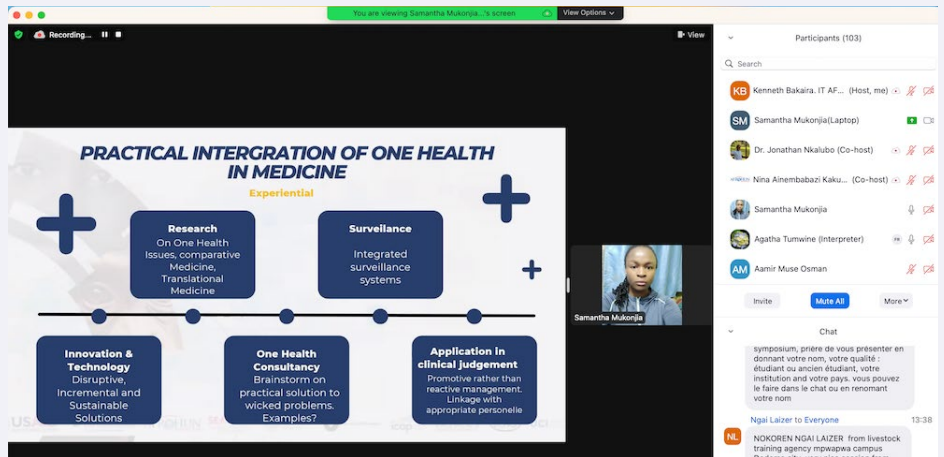 You are viewing Samantha Mukonjia...'s screen
View Options
Recording...
View
PRACTICAL INTERGRATION OF ONE HEALTH
IN MEDICINE
Experiential
Research
On One Health
Issues, comparative
Medicine,
Translational
Medicine
Surveilance
Integrated
surveillance
systems
Innovation &
Technology
Disruptive,
Incremental and
Sustainable
Solutions
One Health
Consultancy
Brainstorm on
practical solution to
wicked problems.
Examples?
Application in
clinical judgement
Promotive rather than
reactive management.
Linkage with
appropriate personelle
Samantha Mukonjia
Participants (103)
Search
KB
Kenneth Bakaira. IT AF... (Host, me)
SM
Samantha Mukonjia(Laptop)
Dr. Jonathan Nkalubo (Co-host)
Nina Ainembabazi Kaku... (Co-host)
Samantha Mukonjia
Agatha Tumwine (Interpreter)
AM
Aamir Muse Osman
Invite
Mute All
More
Chat
symposium, prière de vous présenter en
donnant votre nom, votre qualité :
étudiant ou ancien étudiant, votre
institution and votre pays. vous pouvez
le faire dans le chat ou en renomant
votre nom
Ngai Laizer to Everyone
13:38
NL
NOKOREN NGAI LAIZER from livestock
training agency mpwapwa campus